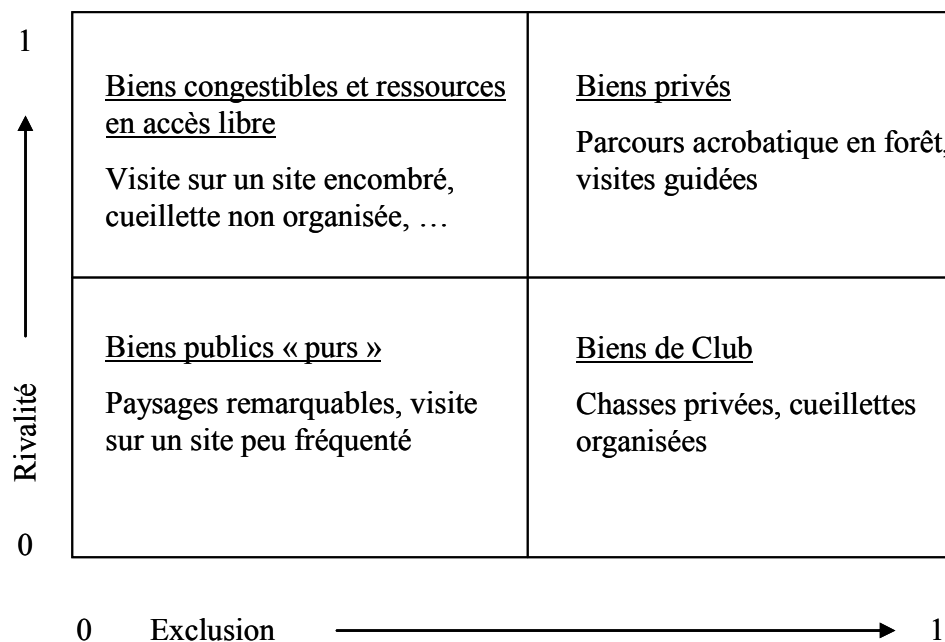 1
Biens congestibles et ressources
en accès libre
Visite sur un site encombré,
cueillette non organisée, …
Biens privés
Parcours acrobatique en forêt,
visites guidées
Biens publics « purs »
Paysages remarquables, visite
sur un site peu fréquenté
Biens de Club
Chasses privées, cueillettes
organisées
Rivalité
0
0 Exclusion 1